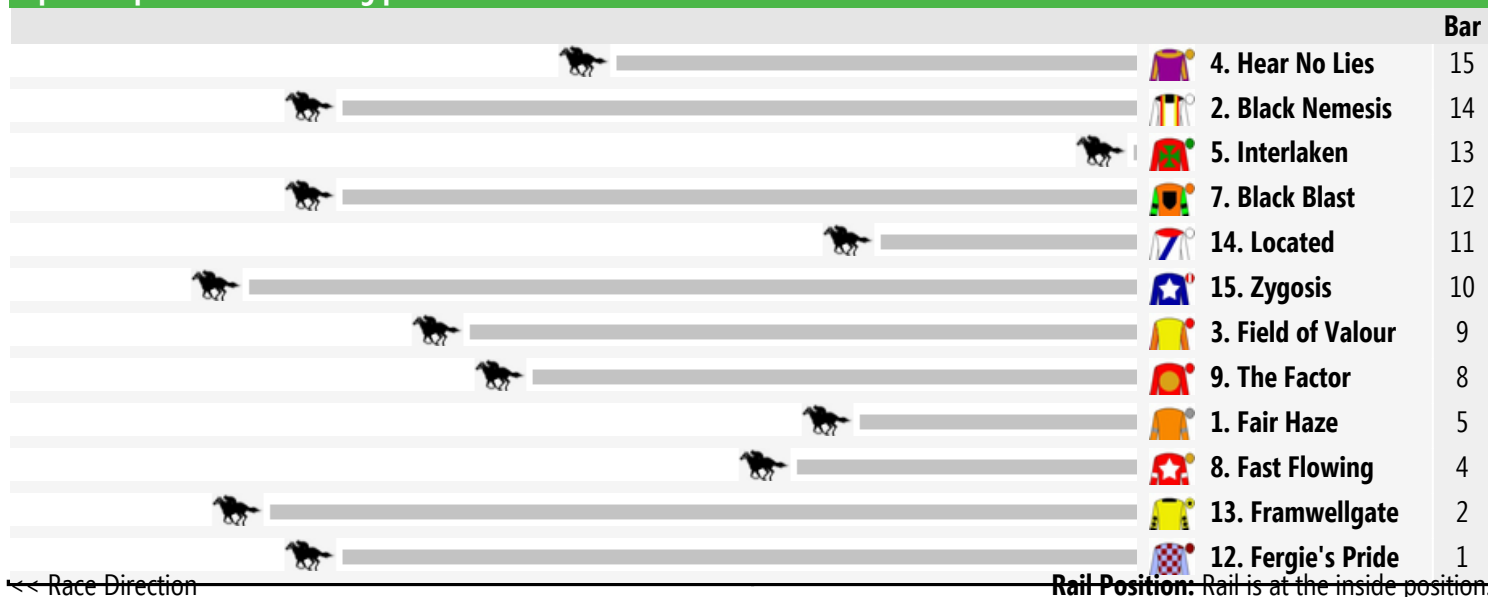 Bar
4. Hear No Lies 15
2. Black Nemesis 14
5. Interlaken 13
7. Black Blast 12
14. Located 11
15. Zygosis 10
3. Field of Valour 9
9. The Factor 8
1. Fair Haze 5
8. Fast Flowing 4
13. Framwellgate 2
12. Fergie's Pride 1
<< Race Direction Rail Position: Rail is at the inside position.